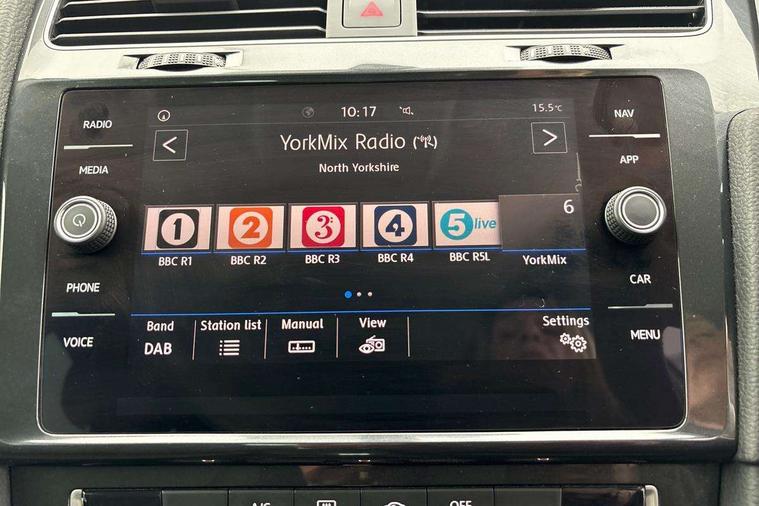 10:17
15.5°C
RADIO
NAV
< YorkMix Radio >
North Yorkshire
MEDIA
APP
1 2 3 4 5 live 6
BBC R1 BBC R2 BBC R3 BBC R4 BBC R5L YorkMix
PHONE
CAR
Band Station list Manual View Settings
DAB
VOICE
MENU
A/C OFF